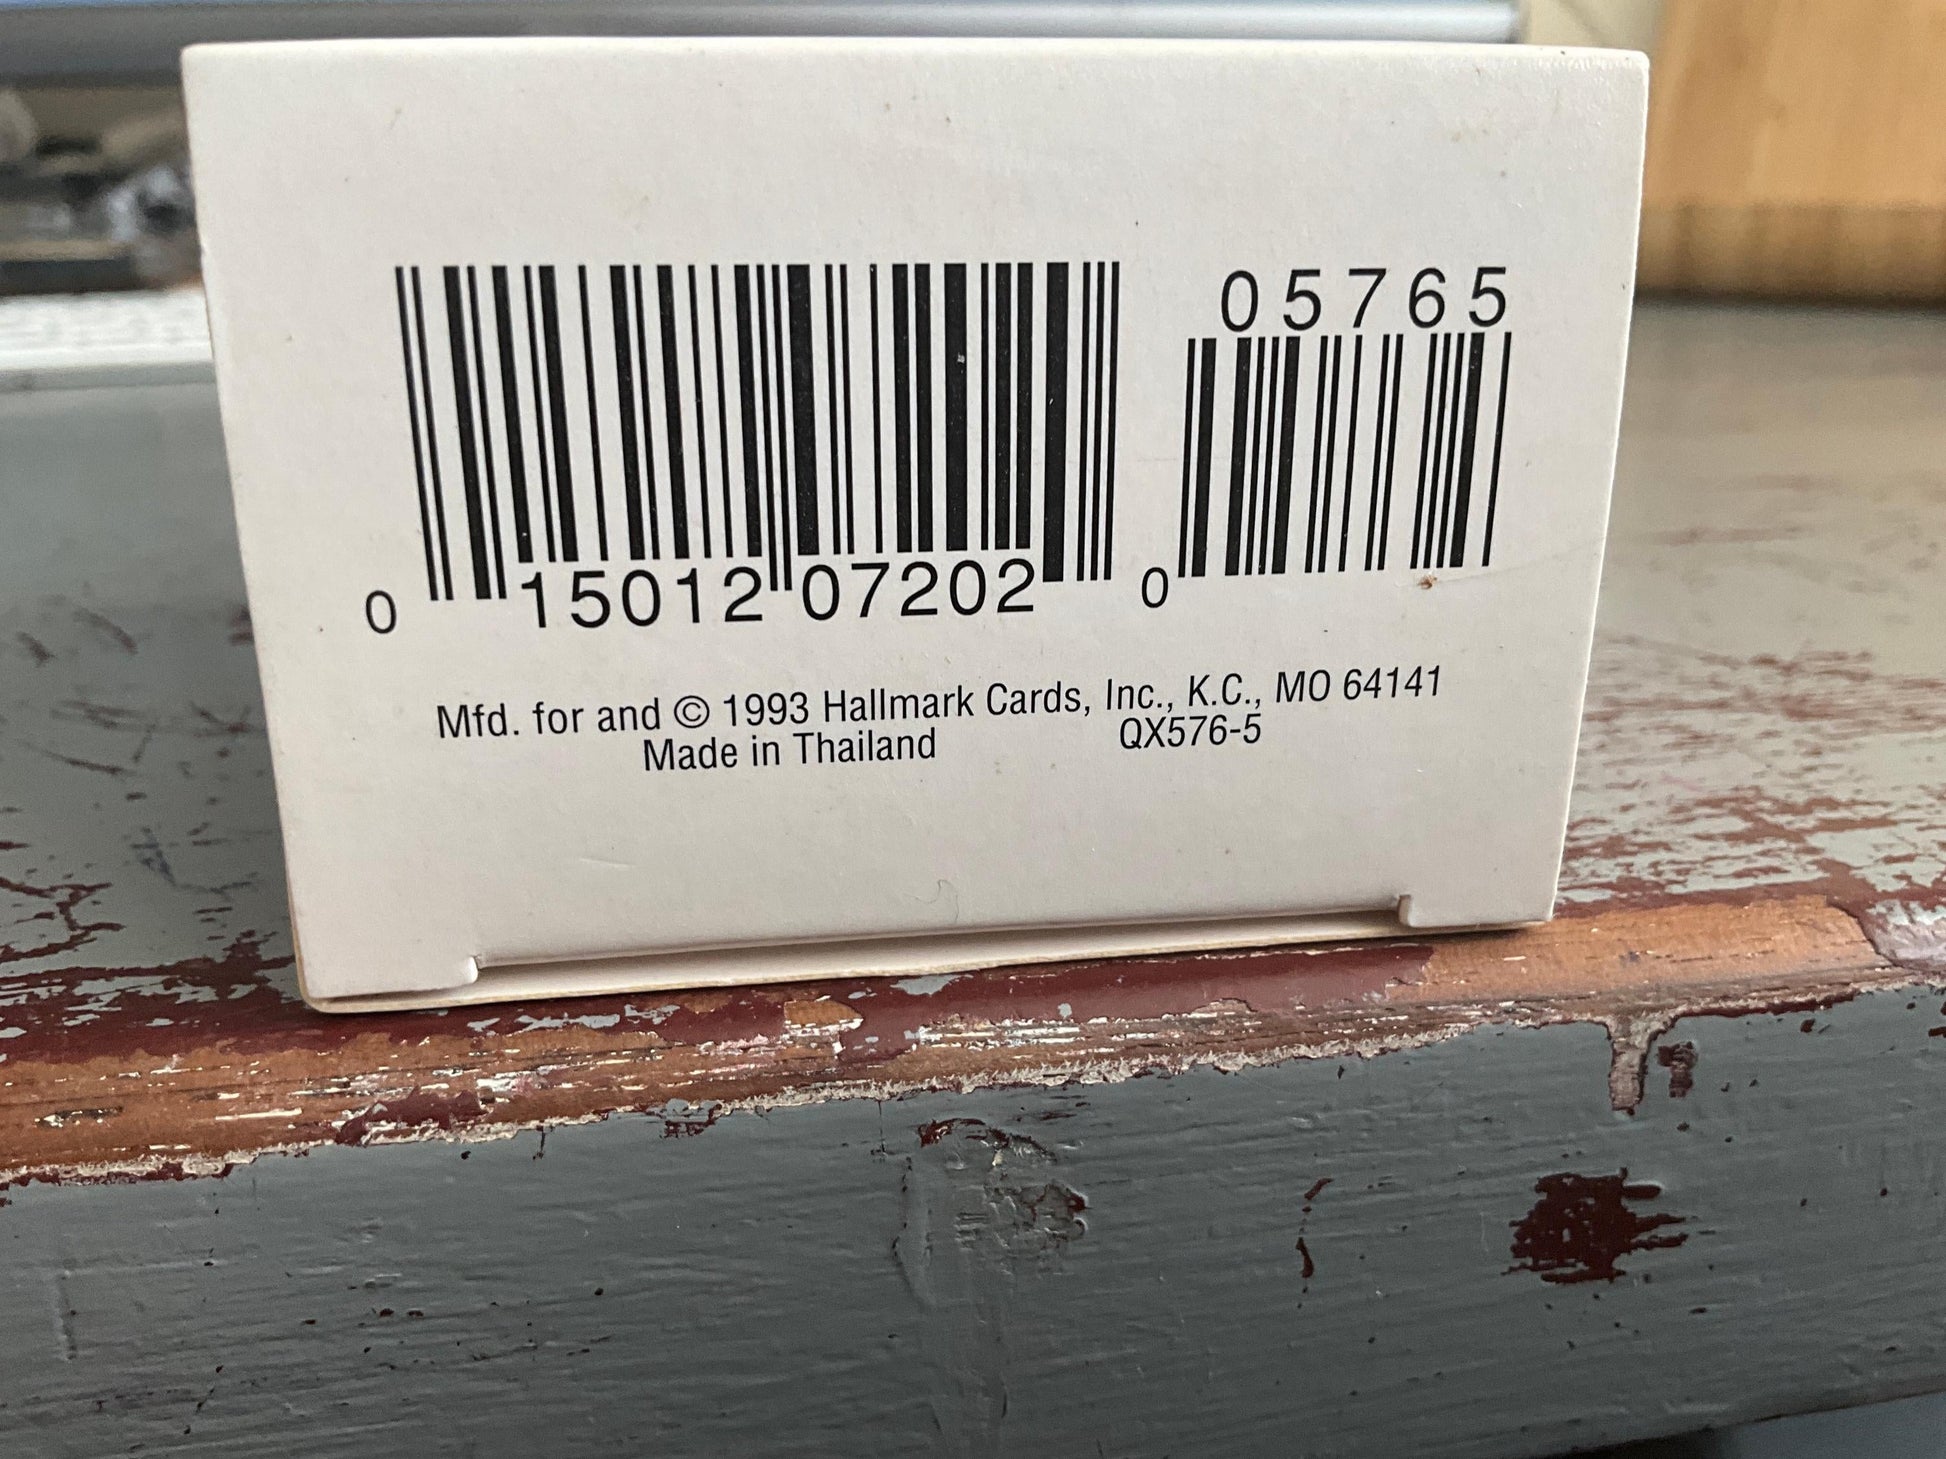 05765
0 15012 07202 0
Mfd. for and © 1993 Hallmark Cards, Inc., K.C., MO 64141
Made in Thailand QX576-5